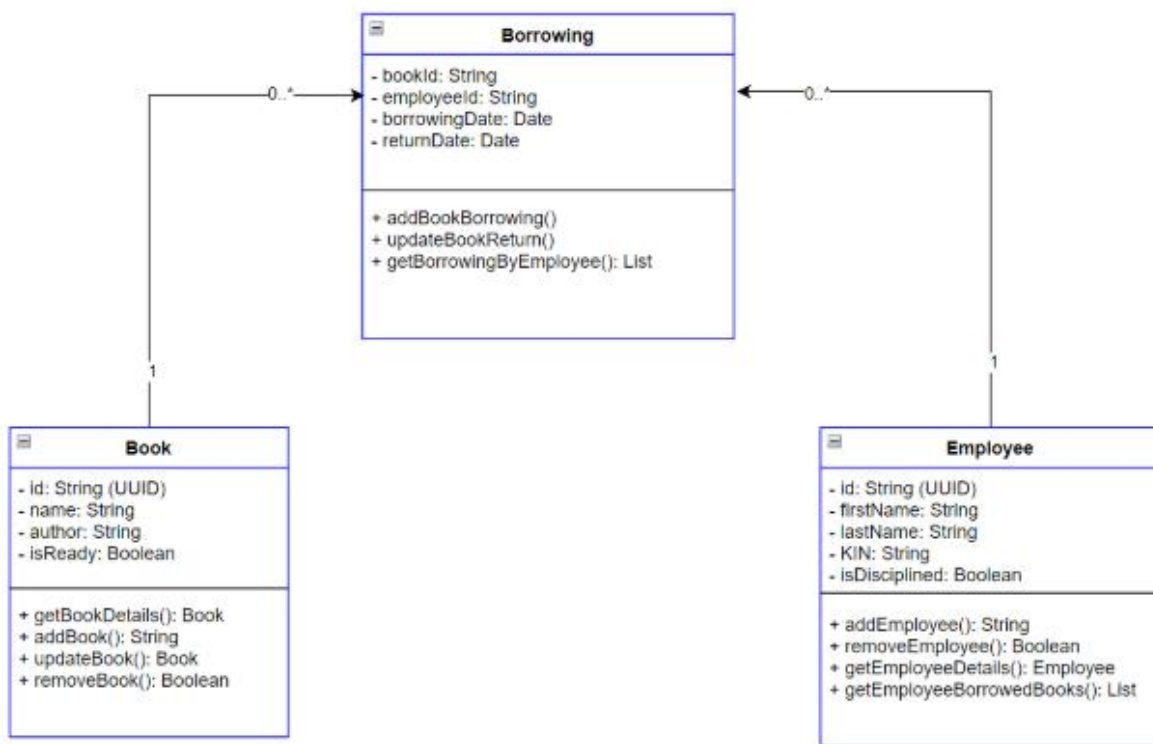 Borrowing
- bookId: String
- employeeId: String
- borrowingDate: Date
- returnDate: Date
+ addBookBorrowing()
+ updateBookReturn()
+ getBorrowingByEmployee(): List
0..*
0..*
1
1
Book
- id: String (UUID)
- name: String
- author: String
- isReady: Boolean
+ getBookDetails(): Book
+ addBook(): String
+ updateBook(): Book
+ removeBook(): Boolean
Employee
- id: String (UUID)
- firstName: String
- lastName: String
- KIN: String
- isDisciplined: Boolean
+ addEmployee(): String
+ removeEmployee(): Boolean
+ getEmployeeDetails(): Employee
+ getEmployeeBorrowedBooks(): List